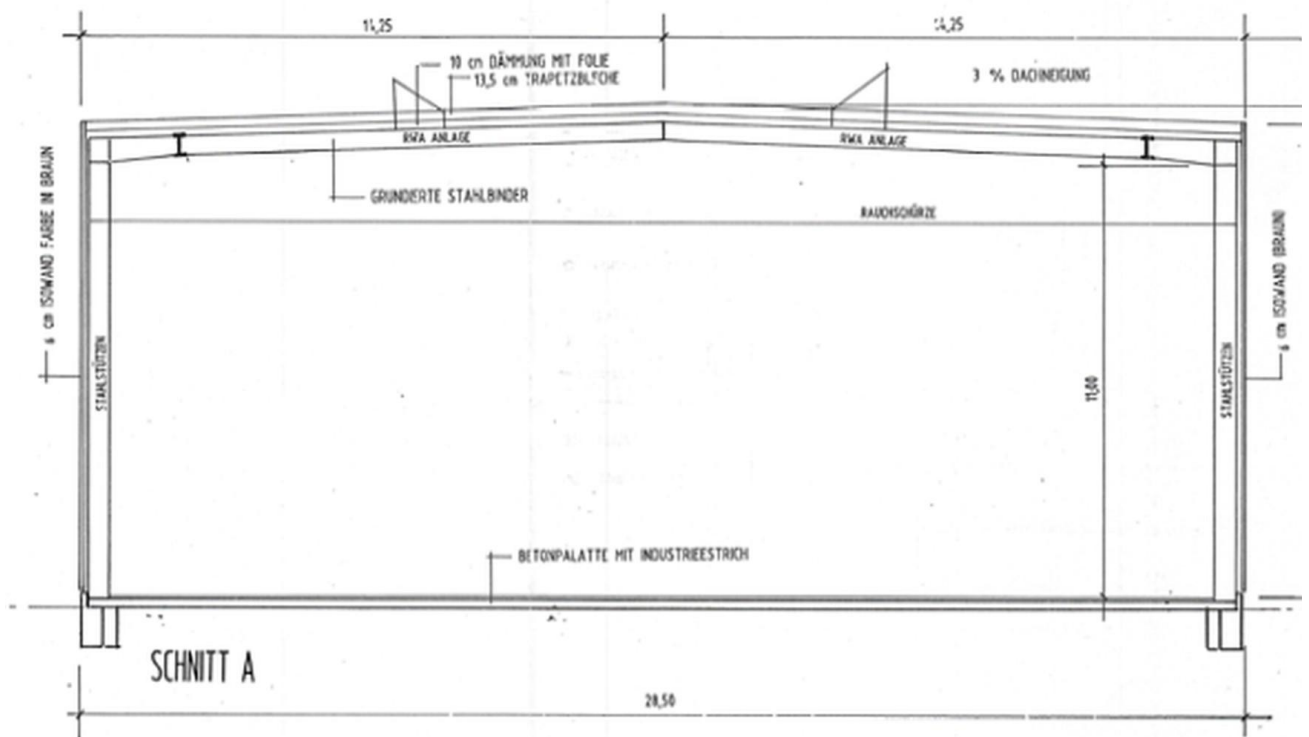 14,25
14,25
10 cm DÄMMUNG MIT FOLIE
13,5 cm TRAPETZBLECHE
3 % DACHNEIGUNG
RWA ANLAGE
RWA ANLAGE
GRUNDIERTE STAHLBINDER
RAUCHSCHÜRZE
6 cm ISOWAND FARBE IN BRAUN
6 cm ISOWAND (BRAUN)
STAHLSTÜTZEN
STAHLSTÜTZEN
11,00
BETONPALATTE MIT INDUSTRIEESTRICH
SCHNITT A
28,50